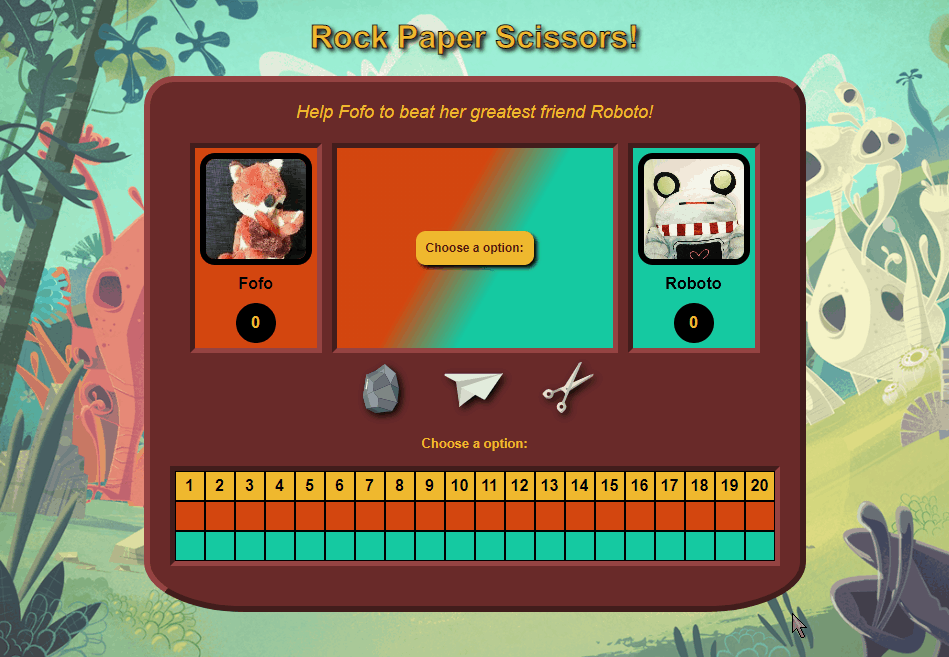 Rock Paper Scissors!
Help Fofo to beat her greatest friend Roboto!
Choose a option:
Fofo
Roboto
0
0
Choose a option:
1 2 3 4 5 6 7 8 9 10 11 12 13 14 15 16 17 18 19 20